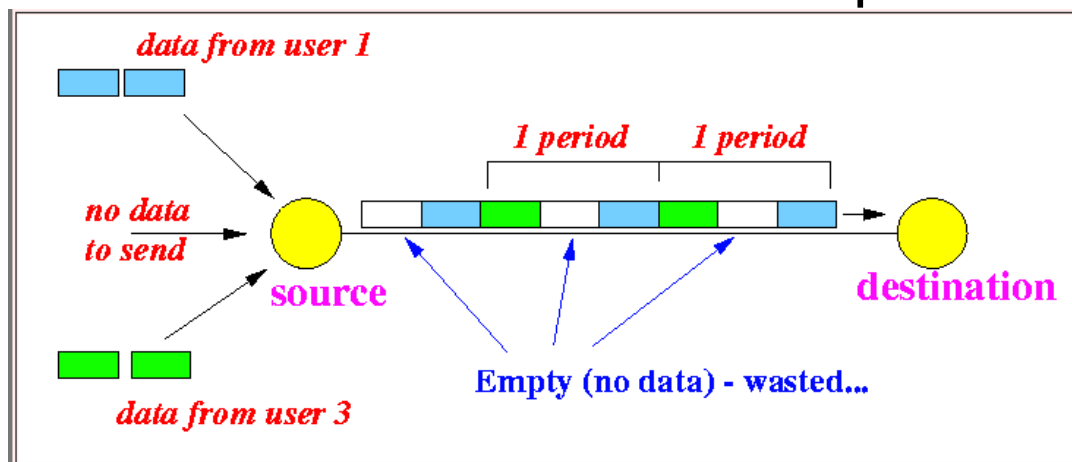 data from user 1
1 period
1 period
no data
to send
source
destination
Empty (no data) - wasted...
data from user 3